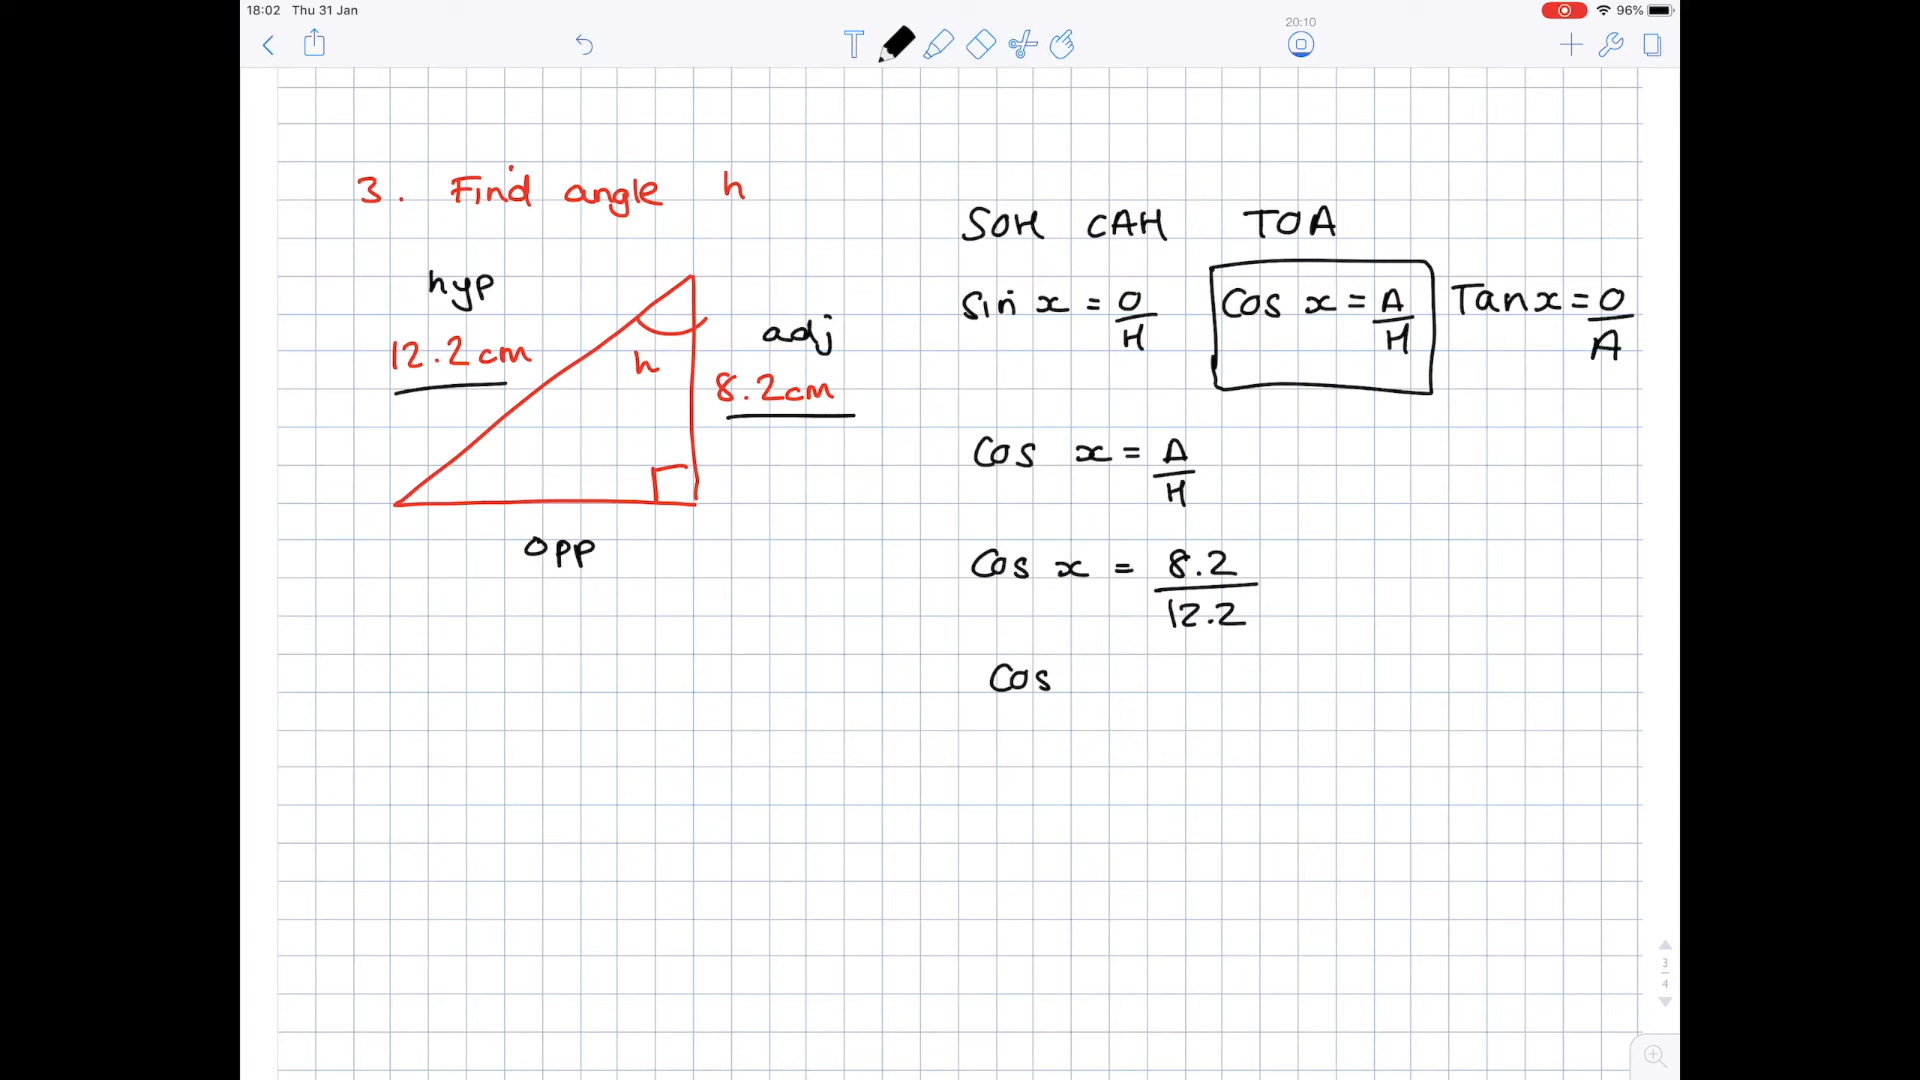 18:02 Thu 31 Jan
96%
20:10
T
3. Find angle h
SOH CAH TOA
hyp
12.2cm
h
adj
8.2cm
opp
Sin x = O/H
Cos x = A/H
Tan x = O/A
Cos x = A/H
Cos x = 8.2/12.2
Cos
3
4